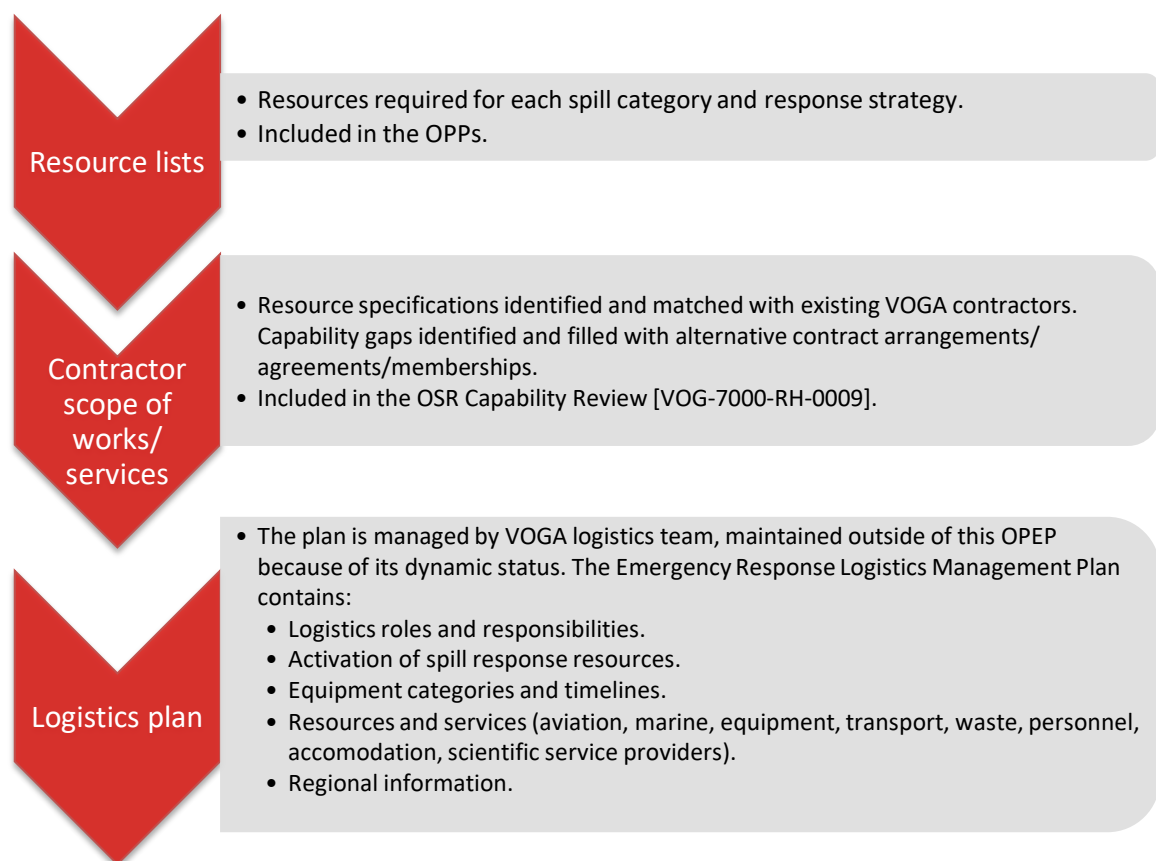 Resource lists
• Resources required for each spill category and response strategy.
• Included in the OPPs.
Contractor
scope of
works/
services
• Resource specifications identified and matched with existing VOGA contractors.
Capability gaps identified and filled with alternative contract arrangements/
agreements/memberships.
• Included in the OSR Capability Review [VOG-7000-RH-0009].
Logistics plan
• The plan is managed by VOGA logistics team, maintained outside of this OPEP
because of its dynamic status. The Emergency Response Logistics Management Plan
contains:
• Logistics roles and responsibilities.
• Activation of spill response resources.
• Equipment categories and timelines.
• Resources and services (aviation, marine, equipment, transport, waste, personnel,
accomodation, scientific service providers).
• Regional information.